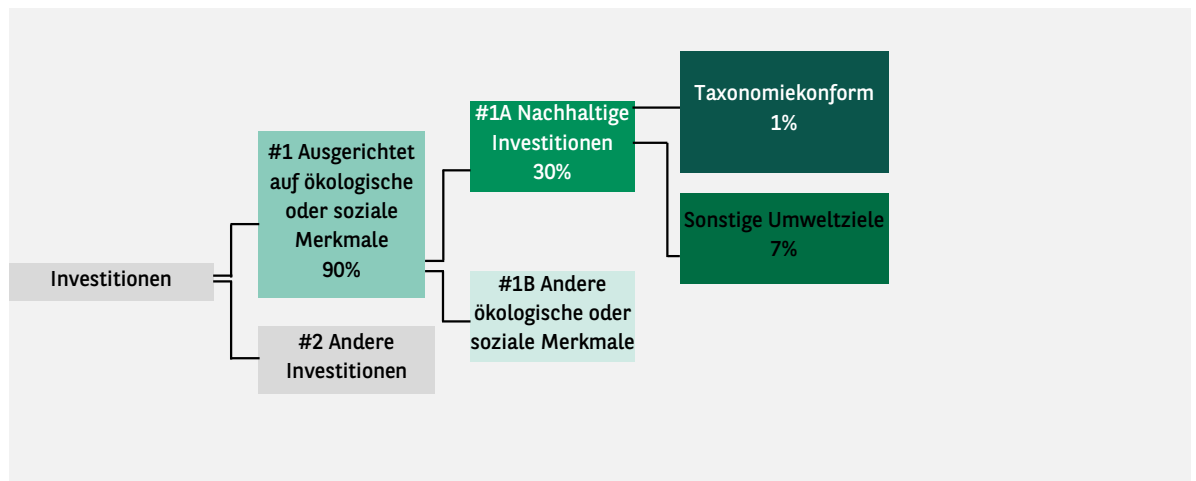 Investitionen
#1 Ausgerichtet
auf ökologische
oder soziale
Merkmale
90%
#2 Andere
Investitionen
#1A Nachhaltige
Investitionen
30%
#1B Andere
ökologische oder
soziale Merkmale
Taxonomiekonform
1%
Sonstige Umweltziele
7%